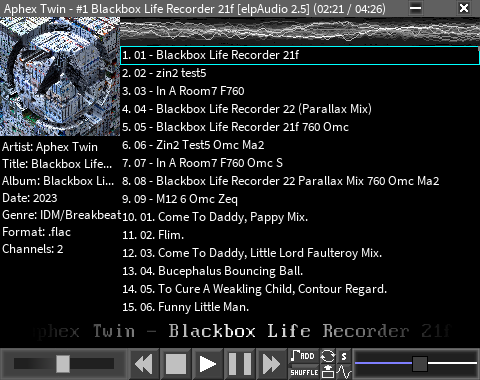 Aphex Twin - #1 Blackbox Life Recorder 21f [elpAudio 2.5] (02:21 / 04:26)
1. 01 - Blackbox Life Recorder 21f
2. 02 - zin2 test5
3. 03 - In A Room7 F760
4. 04 - Blackbox Life Recorder 22 (Parallax Mix)
5. 05 - Blackbox Life Recorder 21f 760 Omc
6. 06 - Zin2 Test5 Omc Ma2
7. 07 - In A Room7 F760 Omc S
8. 08 - Blackbox Life Recorder 22 Parallax Mix 760 Omc Ma2
9. 09 - M12 6 Omc Zeq
10. 01. Come To Daddy, Pappy Mix.
11. 02. Flim.
12. 03. Come To Daddy, Little Lord Faulteroy Mix.
13. 04. Bucephalus Bouncing Ball.
14. 05. To Cure A Weakling Child, Contour Regard.
15. 06. Funny Little Man.
Artist: Aphex Twin
Title: Blackbox Life...
Album: Blackbox Li...
Date: 2023
Genre: IDM/Breakbeat
Format: .flac
Channels: 2
phex Twin - Blackbox Life Recorder 21f
ADD
S
SHUFFLE